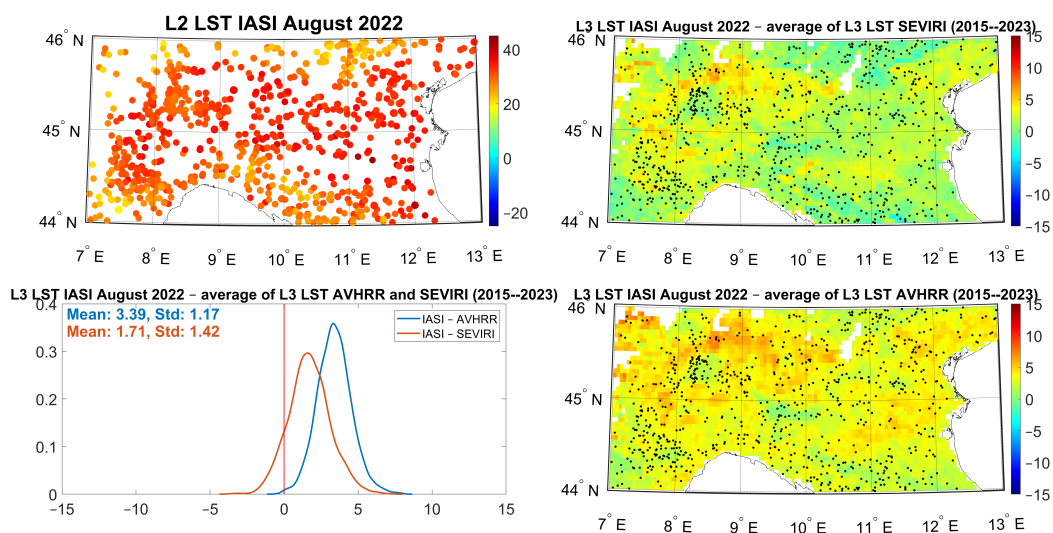 L2 LST IASI August 2022
46° N
45° N
44° N
7° E 8° E 9° E 10° E 11° E 12° E 13° E
40
20
0
−20
L3 LST IASI August 2022 − average of L3 LST SEVIRI (2015--2023)
46° N
45° N
44° N
7° E 8° E 9° E 10° E 11° E 12° E 13° E
15
10
5
0
−5
−10
−15
L3 LST IASI August 2022 − average of L3 LST AVHRR and SEVIRI (2015--2023)
Mean: 3.39, Std: 1.17
Mean: 1.71, Std: 1.42
IASI − AVHRR
IASI − SEVIRI
0.4
0.3
0.2
0.1
0
−15 −10 −5 0 5 10 15
L3 LST IASI August 2022 − average of L3 LST AVHRR (2015--2023)
46° N
45° N
44° N
7° E 8° E 9° E 10° E 11° E 12° E 13° E
15
10
5
0
−5
−10
−15